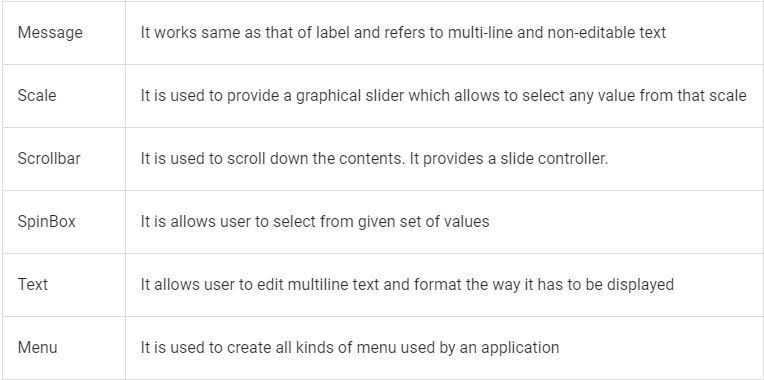 Message It works same as that of label and refers to multi-line and non-editable text
Scale It is used to provide a graphical slider which allows to select any value from that scale
Scrollbar It is used to scroll down the contents. It provides a slide controller.
SpinBox It is allows user to select from given set of values
Text It allows user to edit multiline text and format the way it has to be displayed
Menu It is used to create all kinds of menu used by an application